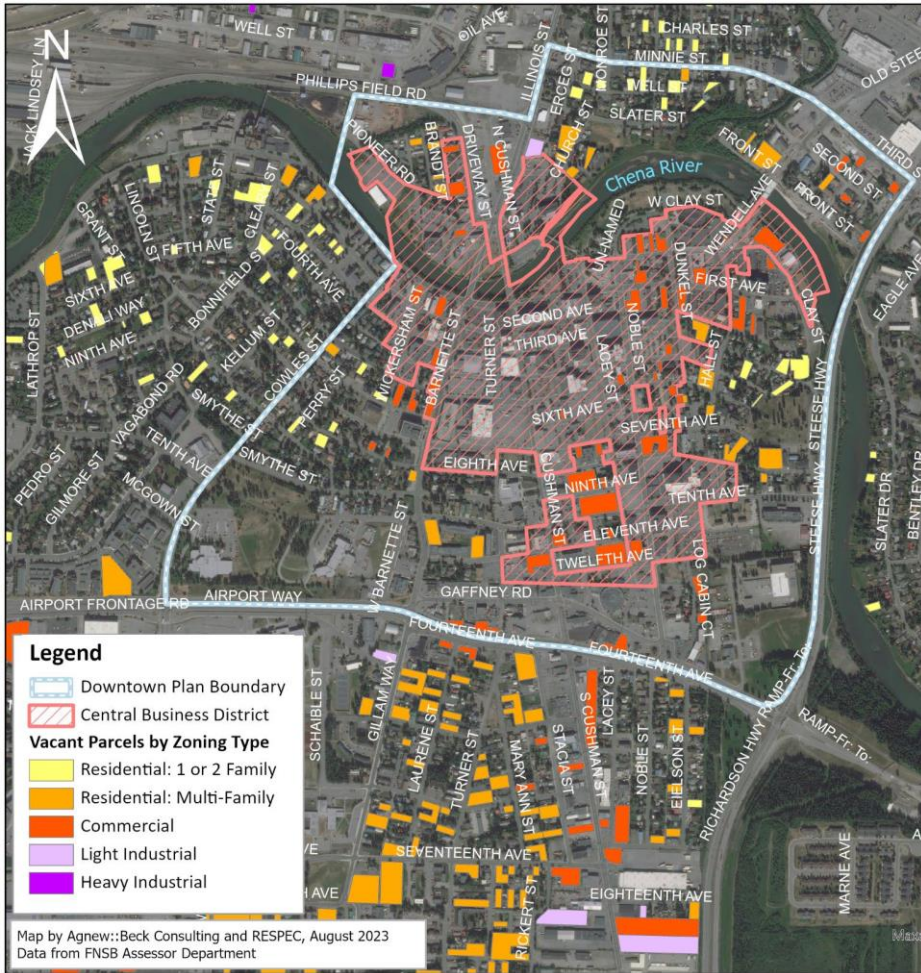 WELL ST
OIL AVE
ILLINOIS ST
ERCEG ST
MONROE ST
CHARLES ST
MINNIE ST
OLD STEE
N
JACK LINDSEY LN
PHILLIPS FIELD RD
WELL ST
SLATER ST
THIRD S
PIONEER RD
BRANDT ST
DRIVEWAY ST
N CUSHMAN ST
CHURCH ST
FRONT ST
SECOND ST
FRONT ST
Chena River
W CLAY ST
WENDELL AVE
UN-NAMED
LINCOLN ST
GRANT ST
STATE ST
CLEARY ST
FIFTH AVE
FOURTH AVE
SIXTH AVE
BONNIFIELD ST
DENALI WAY
NINTH AVE
KELLUM ST
LATHROP ST
VAGABOND RD
COWLES ST
PERRY ST
SMYTHE ST
SMYTHE ST
TENTH AVE
PEDRO ST
GILMORE ST
MCGOWN ST
WICKERSHAM ST
BARNETTE ST
TURNER ST
SECOND AVE
THIRD AVE
LACEY ST
NOBLE ST
DUNKEL ST
FIRST AVE
HALL ST
CLAY ST
EAGLE AVE
STEESE HWY
SIXTH AVE
SEVENTH AVE
EIGHTH AVE
CUSHMAN ST
NINTH AVE
TENTH AVE
ELEVENTH AVE
TWELFTH AVE
LOG CABIN CT
STEESE HWY
SLATER DR
BENTLEY DR
AIRPORT FRONTAGE RD
AIRPORT WAY
W BARNETTE ST
GAFFNEY RD
FOURTEENTH AVE
FOURTEENTH AVE
RAMP-Fr: To:
RAMP-Fr: To:
RICHARDSON HWY
SCHAIBLE ST
GILLAM WAY
LAURENE ST
TURNER ST
MARY ANN ST
STACIA ST
S CUSHMAN ST
LACEY ST
NOBLE ST
EIELSON ST
SEVENTEENTH AVE
EIGHTEENTH AVE
RICKERT ST
MARNE AVE
H AVE
Legend
Downtown Plan Boundary
Central Business District
Vacant Parcels by Zoning Type
Residential: 1 or 2 Family
Residential: Multi-Family
Commercial
Light Industrial
Heavy Industrial
Map by Agnew::Beck Consulting and RESPEC, August 2023
Data from FNSB Assessor Department